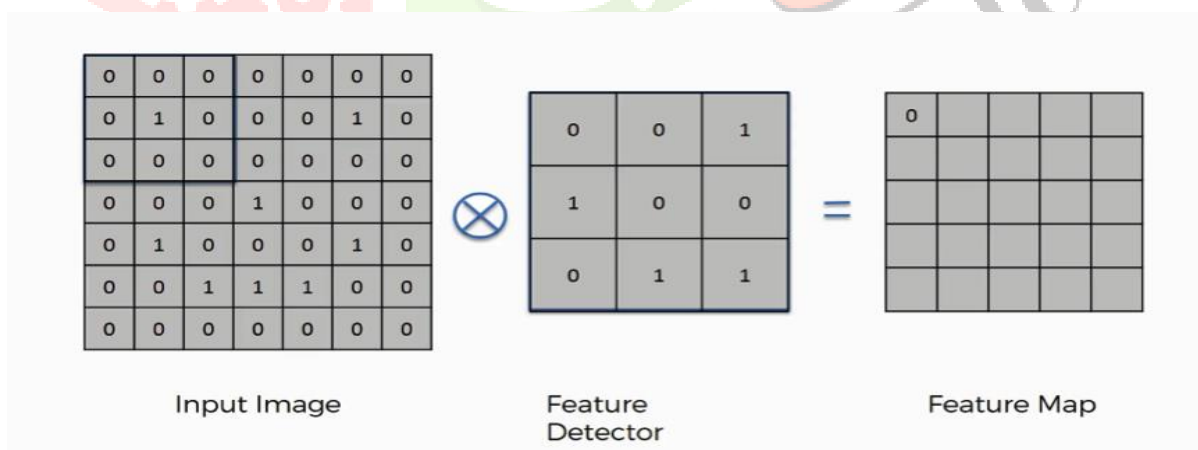 0 0 0 0 0 0 0
0 1 0 0 0 1 0
0 0 0 0 0 0 0
0 0 0 1 0 0 0
0 1 0 0 0 1 0
0 0 1 1 1 0 0
0 0 0 0 0 0 0
Input Image
0 0 1
1 0 0
0 1 1
Feature
Detector
=
0
Feature Map